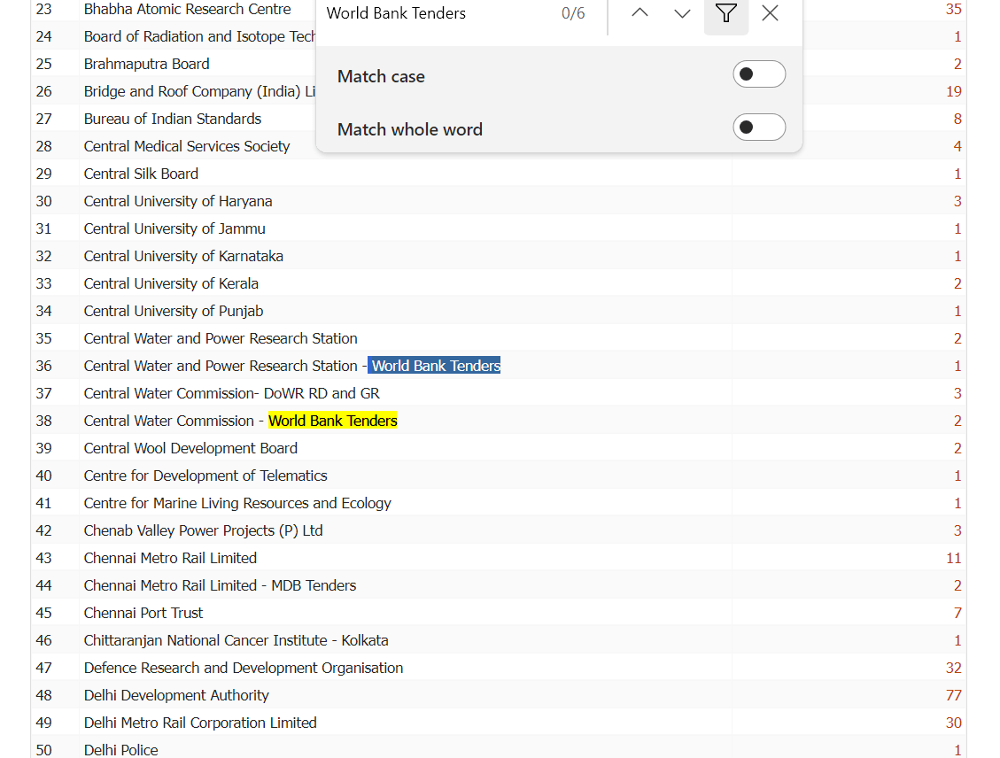 World Bank Tenders 0/6
Match case
Match whole word
23 Bhabha Atomic Research Centre 35
24 Board of Radiation and Isotope Tech 1
25 Brahmaputra Board 2
26 Bridge and Roof Company (India) Li 19
27 Bureau of Indian Standards 8
28 Central Medical Services Society 4
29 Central Silk Board 1
30 Central University of Haryana 3
31 Central University of Jammu 1
32 Central University of Karnataka 1
33 Central University of Kerala 2
34 Central University of Punjab 1
35 Central Water and Power Research Station 2
36 Central Water and Power Research Station - World Bank Tenders 1
37 Central Water Commission- DoWR RD and GR 3
38 Central Water Commission - World Bank Tenders 2
39 Central Wool Development Board 2
40 Centre for Development of Telematics 1
41 Centre for Marine Living Resources and Ecology 1
42 Chenab Valley Power Projects (P) Ltd 3
43 Chennai Metro Rail Limited 11
44 Chennai Metro Rail Limited - MDB Tenders 2
45 Chennai Port Trust 7
46 Chittaranjan National Cancer Institute - Kolkata 1
47 Defence Research and Development Organisation 32
48 Delhi Development Authority 77
49 Delhi Metro Rail Corporation Limited 30
50 Delhi Police 1